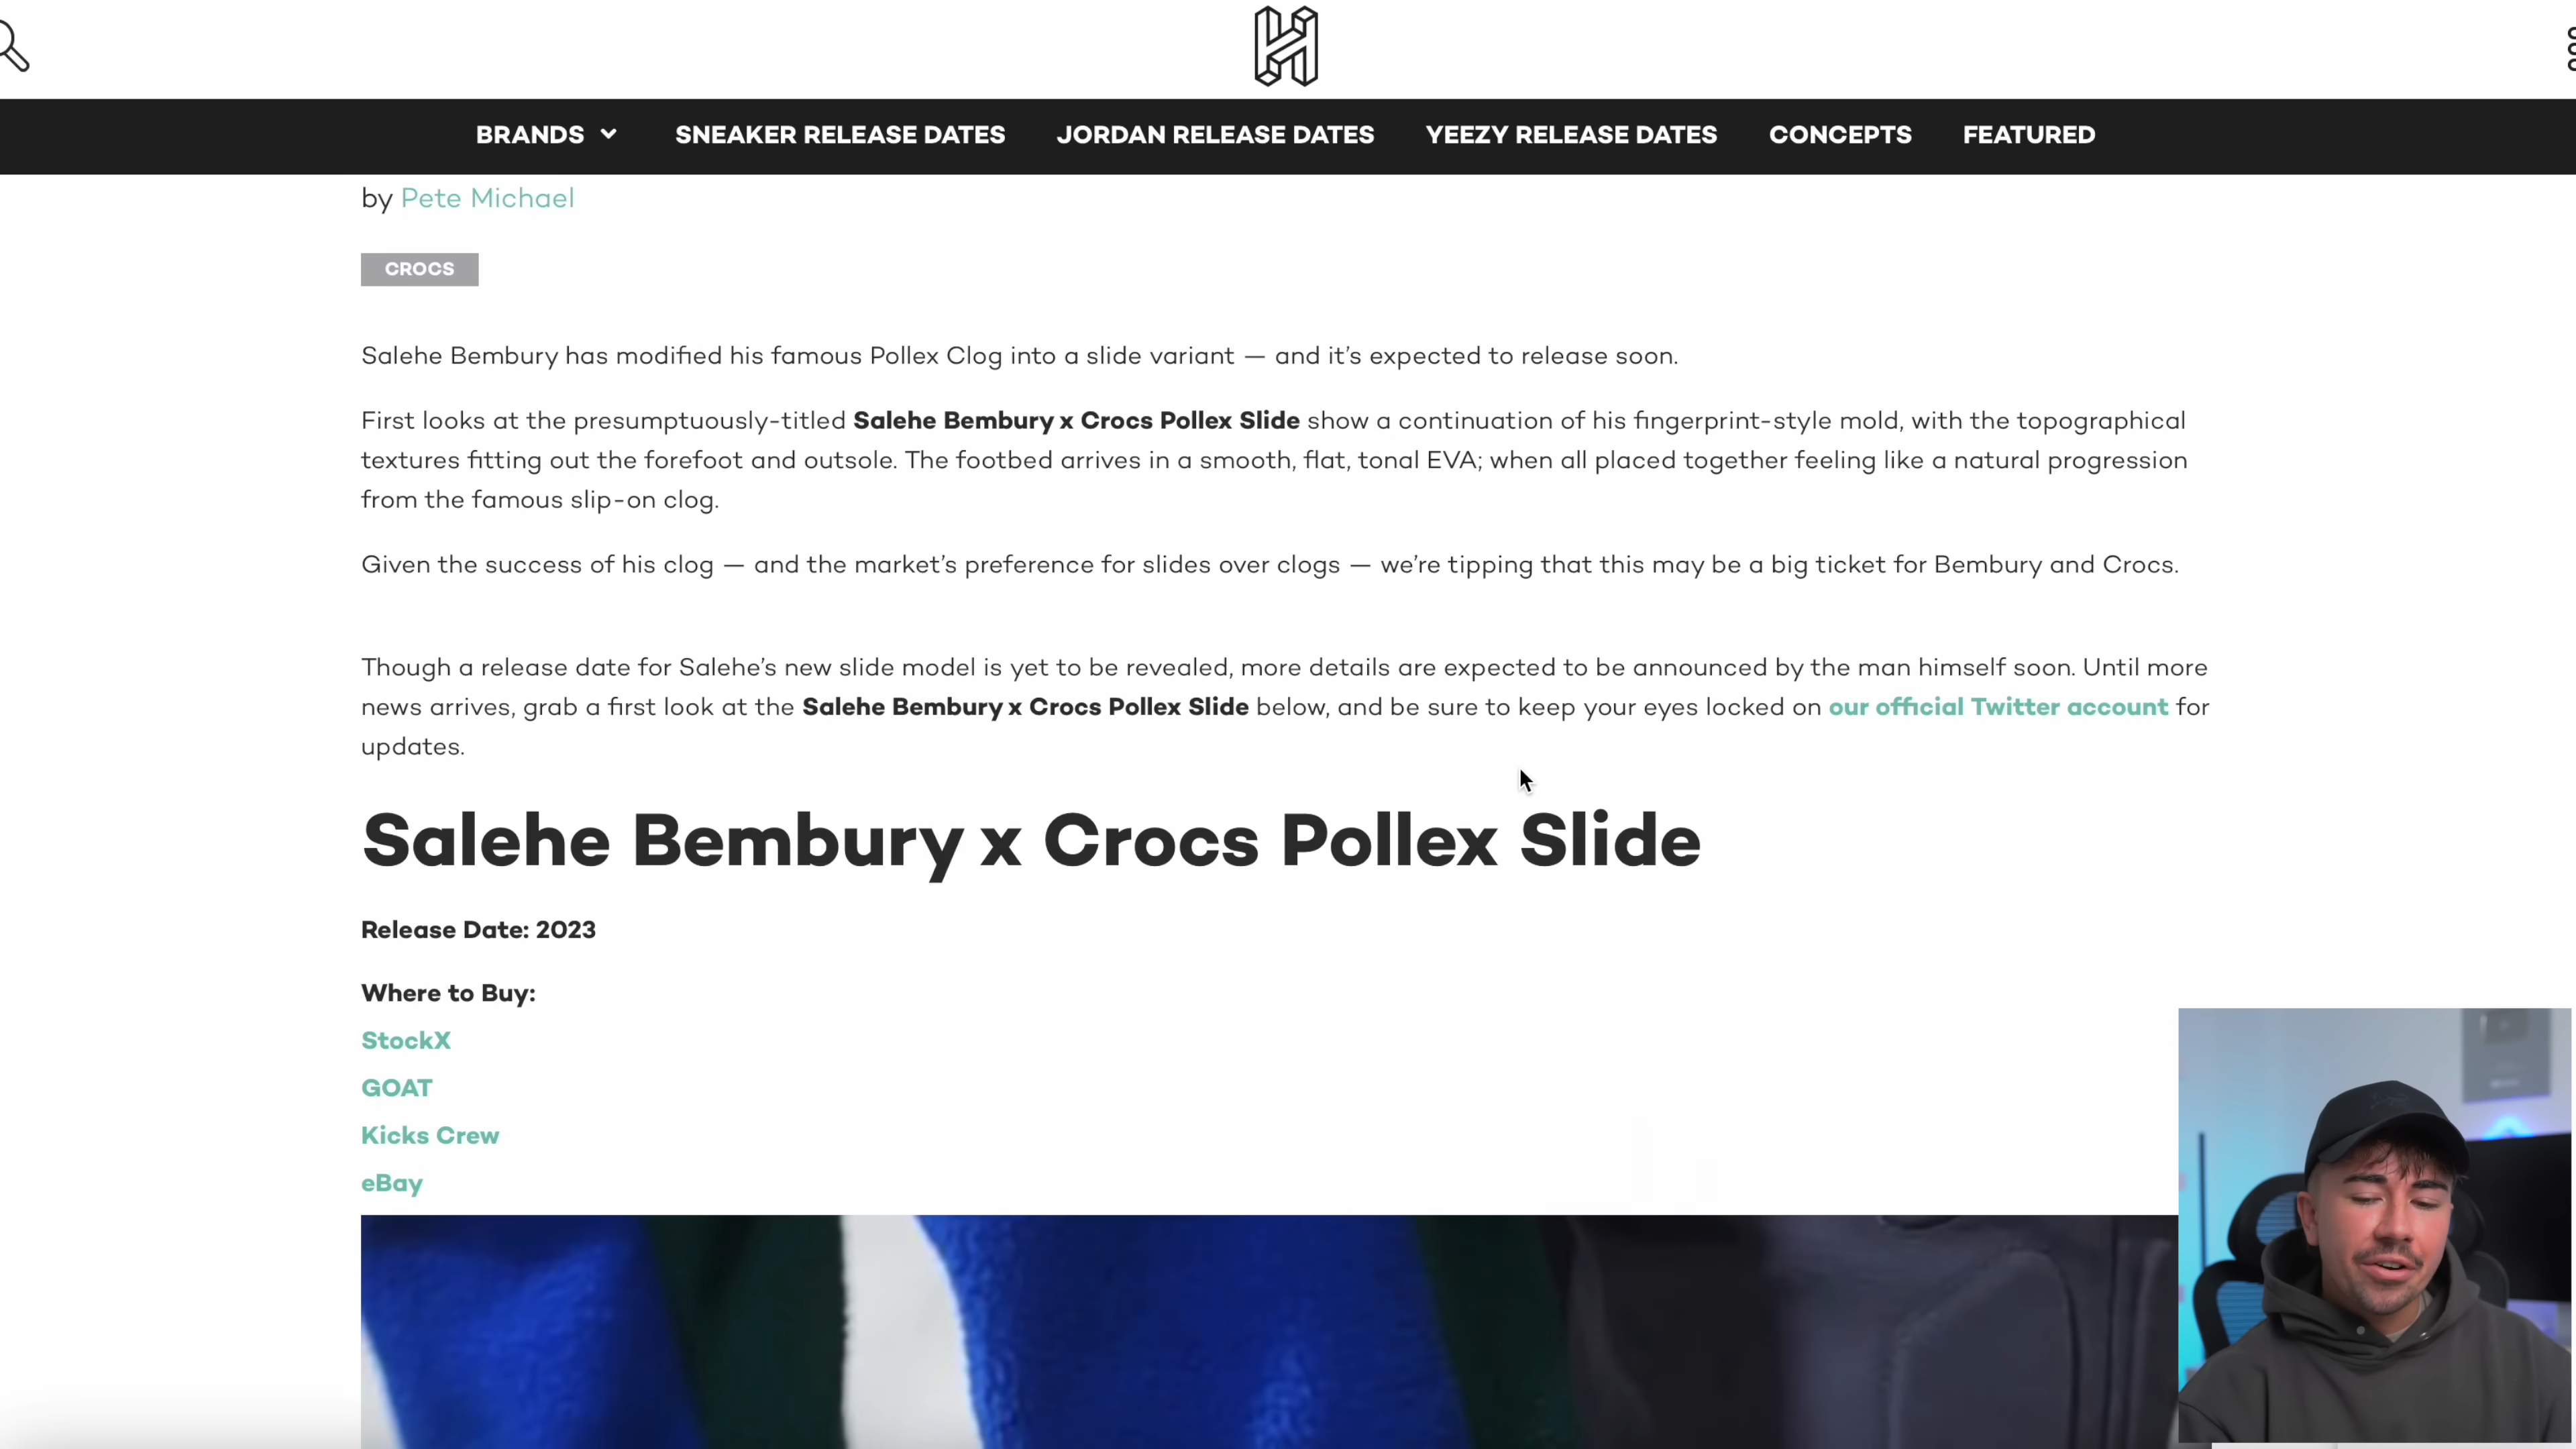 BRANDS SNEAKER RELEASE DATES JORDAN RELEASE DATES YEEZY RELEASE DATES CONCEPTS FEATURED
by Pete Michael
CROCS
Salehe Bembury has modified his famous Pollex Clog into a slide variant — and it’s expected to release soon.
First looks at the presumptuously-titled Salehe Bembury x Crocs Pollex Slide show a continuation of his fingerprint-style mold, with the topographical
textures fitting out the forefoot and outsole. The footbed arrives in a smooth, flat, tonal EVA; when all placed together feeling like a natural progression
from the famous slip-on clog.
Given the success of his clog — and the market’s preference for slides over clogs — we’re tipping that this may be a big ticket for Bembury and Crocs.
Though a release date for Salehe’s new slide model is yet to be revealed, more details are expected to be announced by the man himself soon. Until more
news arrives, grab a first look at the Salehe Bembury x Crocs Pollex Slide below, and be sure to keep your eyes locked on our official Twitter account for
updates.
Salehe Bembury x Crocs Pollex Slide
Release Date: 2023
Where to Buy:
StockX
GOAT
Kicks Crew
eBay